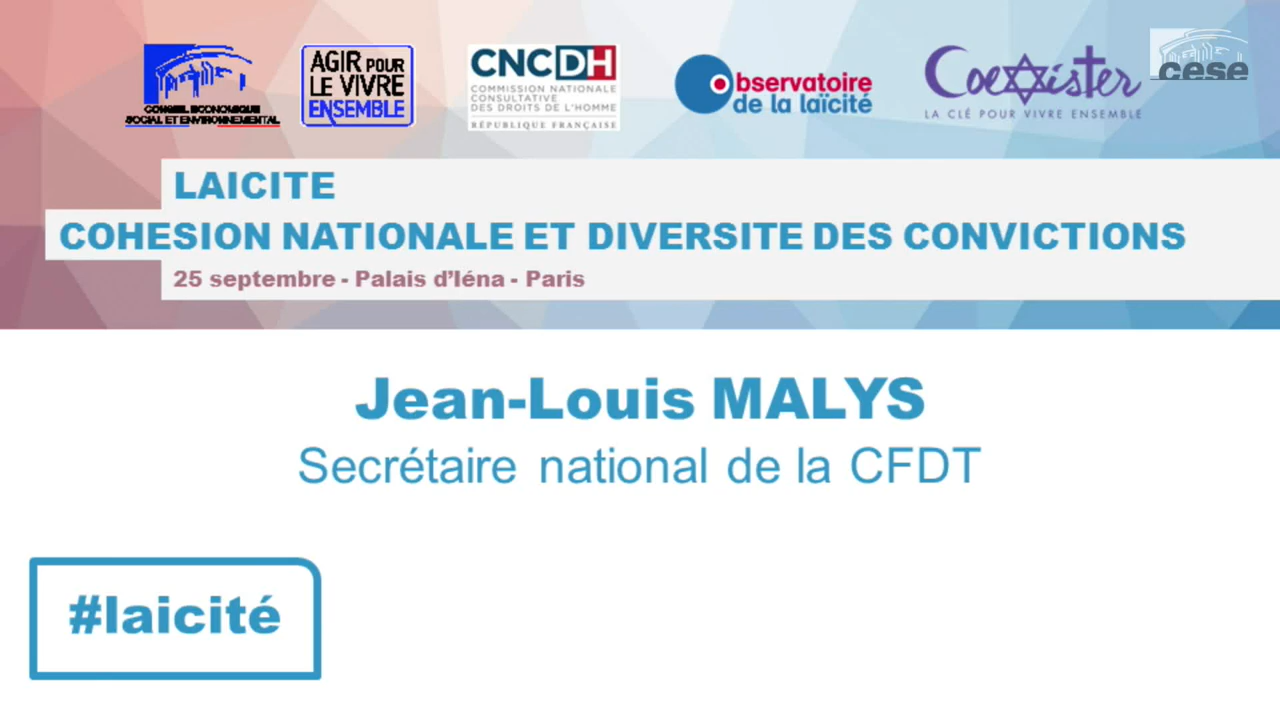 CONSEIL ECONOMIQUE
SOCIAL ET ENVIRONNEMENTAL
AGIR POUR
LE VIVRE
ENSEMBLE
CNCDH
COMMISSION NATIONALE
CONSULTATIVE
DES DROITS DE L'HOMME
RÉPUBLIQUE FRANÇAISE
Observatoire
de la laïcité
Coexister
LA CLÉ POUR VIVRE ENSEMBLE
cese
LAICITE
COHESION NATIONALE ET DIVERSITE DES CONVICTIONS
25 septembre - Palais d'Iéna - Paris
Jean-Louis MALYS
Secrétaire national de la CFDT
#laicité